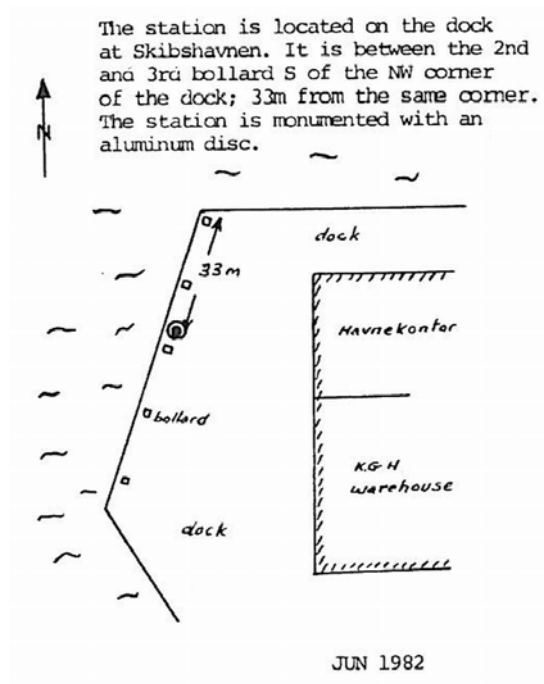 The station is located on the dock
at Skibshavnen. It is between the 2nd
and 3rd bollard S of the NW corner
of the dock; 33m from the same corner.
The station is monumented with an
aluminum disc.
N
dock
33m
Havnekontor
bollard
K.G.H
warehouse
dock
JUN 1982